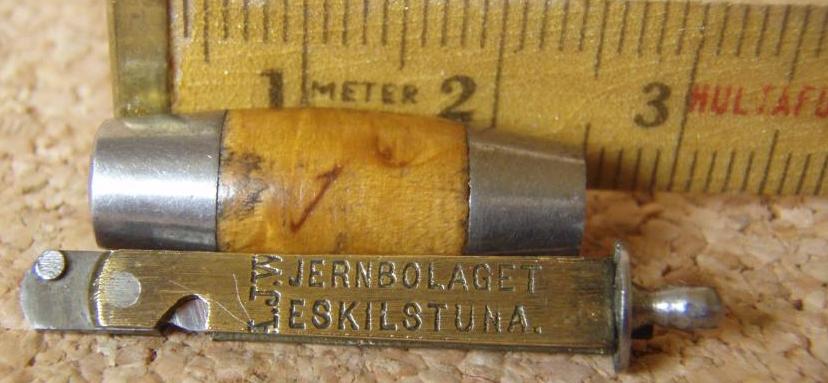 1 METER 2 3 HULTAFO
L.J.W
JERNBOLAGET
ESKILSTUNA.